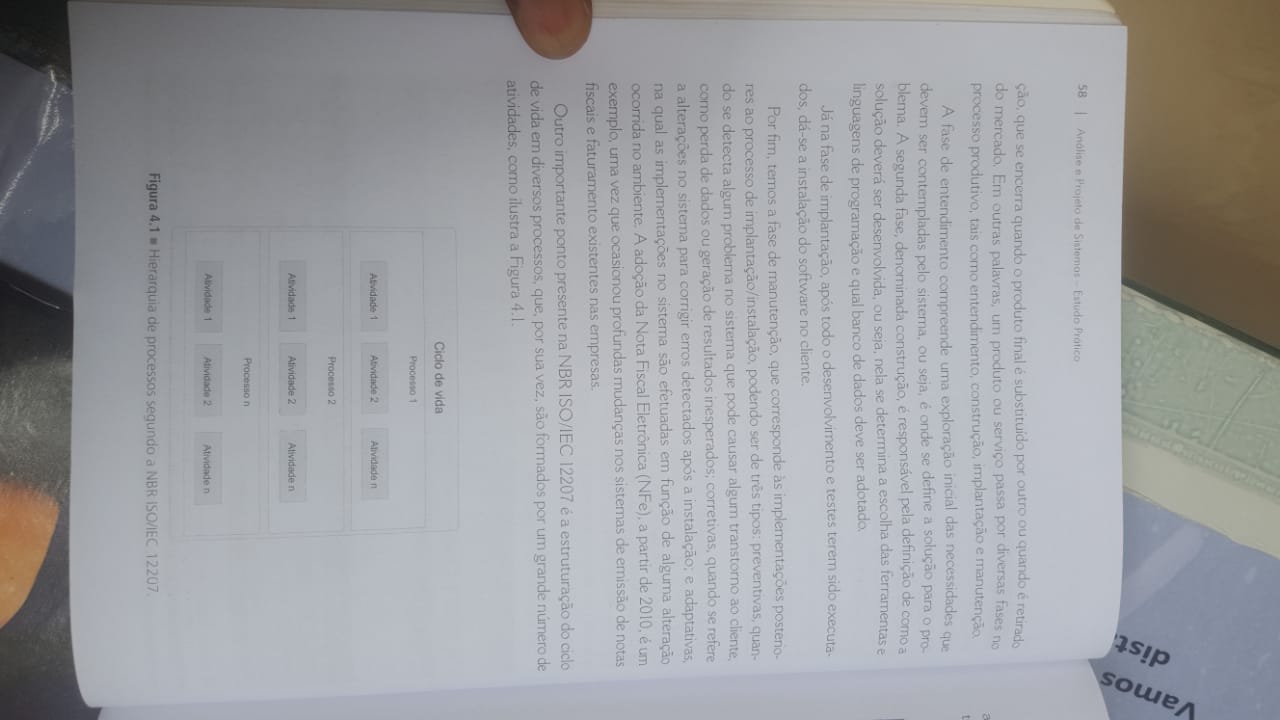 58 | Análise e Projeto de Sistemas – Estudo Prático
ção, que se encerra quando o produto final é substituído por outro ou quando é retirado
do mercado. Em outras palavras, um produto ou serviço passa por diversas fases no
processo produtivo, tais como entendimento, construção, implantação e manutenção.
A fase de entendimento compreende uma exploração inicial das necessidades que
devem ser contempladas pelo sistema, ou seja, é onde se define a solução para o pro-
blema. A segunda fase, denominada construção, é responsável pela definição de como a
solução deverá ser desenvolvida, ou seja, nela se determina a escolha das ferramentas e
linguagens de programação e qual banco de dados deve ser adotado.
Já na fase de implantação, após todo o desenvolvimento e testes terem sido executa-
dos, dá-se a instalação do software no cliente.
Por fim, temos a fase de manutenção, que corresponde às implementações posterio-
res ao processo de implantação/instalação, podendo ser de três tipos: preventivas, quan-
do se detecta algum problema no sistema que pode causar algum transtorno ao cliente,
como perda de dados ou geração de resultados inesperados; corretivas, quando se refere
a alterações no sistema para corrigir erros detectados após a instalação; e adaptativas,
na qual as implementações no sistema são efetuadas em função de alguma alteração
ocorrida no ambiente. A adoção da Nota Fiscal Eletrônica (NFe), a partir de 2010, é um
exemplo, uma vez que ocasionou profundas mudanças nos sistemas de emissão de notas
fiscais e faturamento existentes nas empresas.
Outro importante ponto presente na NBR ISO/IEC 12207 é a estruturação do ciclo
de vida em diversos processos, que, por sua vez, são formados por um grande número de
atividades, como ilustra a Figura 4.1.
Ciclo de vida
Processo 1
Atividade 1 Atividade 2 Atividade n
Processo 2
Atividade 1 Atividade 2 Atividade n
Processo n
Atividade 1 Atividade 2 Atividade n
Figura 4.1 ■ Hierarquia de processos segundo a NBR ISO/IEC 12207.
Vamos